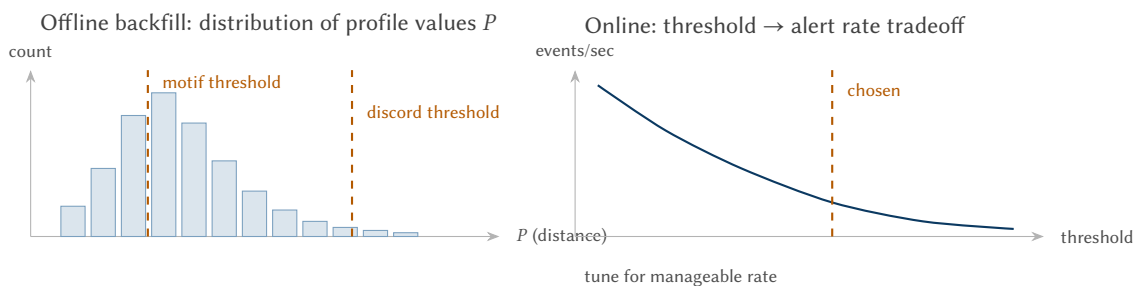 Offline backfill: distribution of profile values P
count
motif threshold
discord threshold
P (distance)
Online: threshold → alert rate tradeoff
events/sec
chosen
threshold
tune for manageable rate